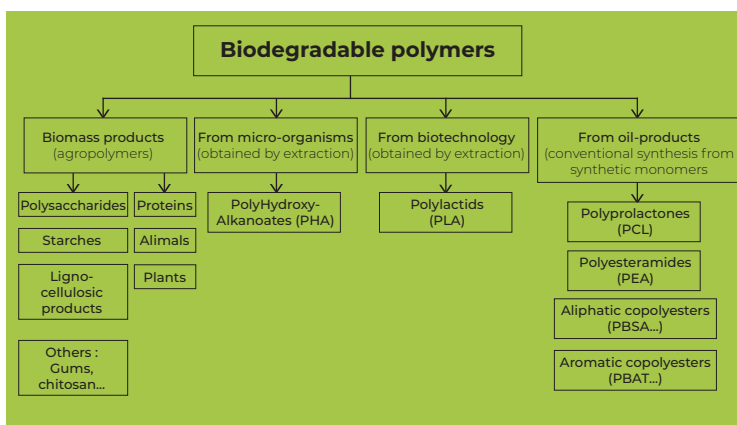 Biodegradable polymers
Biomass products
(agropolymers)
From micro-organisms
(obtained by extraction)
From biotechnology
(obtained by extraction)
From oil-products
(conventional synthesis from
synthetic monomers
Polysaccharides
Proteins
PolyHydroxy-
Alkanoates (PHA)
Polylactids
(PLA)
Polyprolactones
(PCL)
Starches
Alimals
Polyesteramides
(PEA)
Ligno-
cellulosic
products
Plants
Aliphatic copolyesters
(PBSA...)
Others :
Gums,
chitosan...
Aromatic copolyesters
(PBAT...)